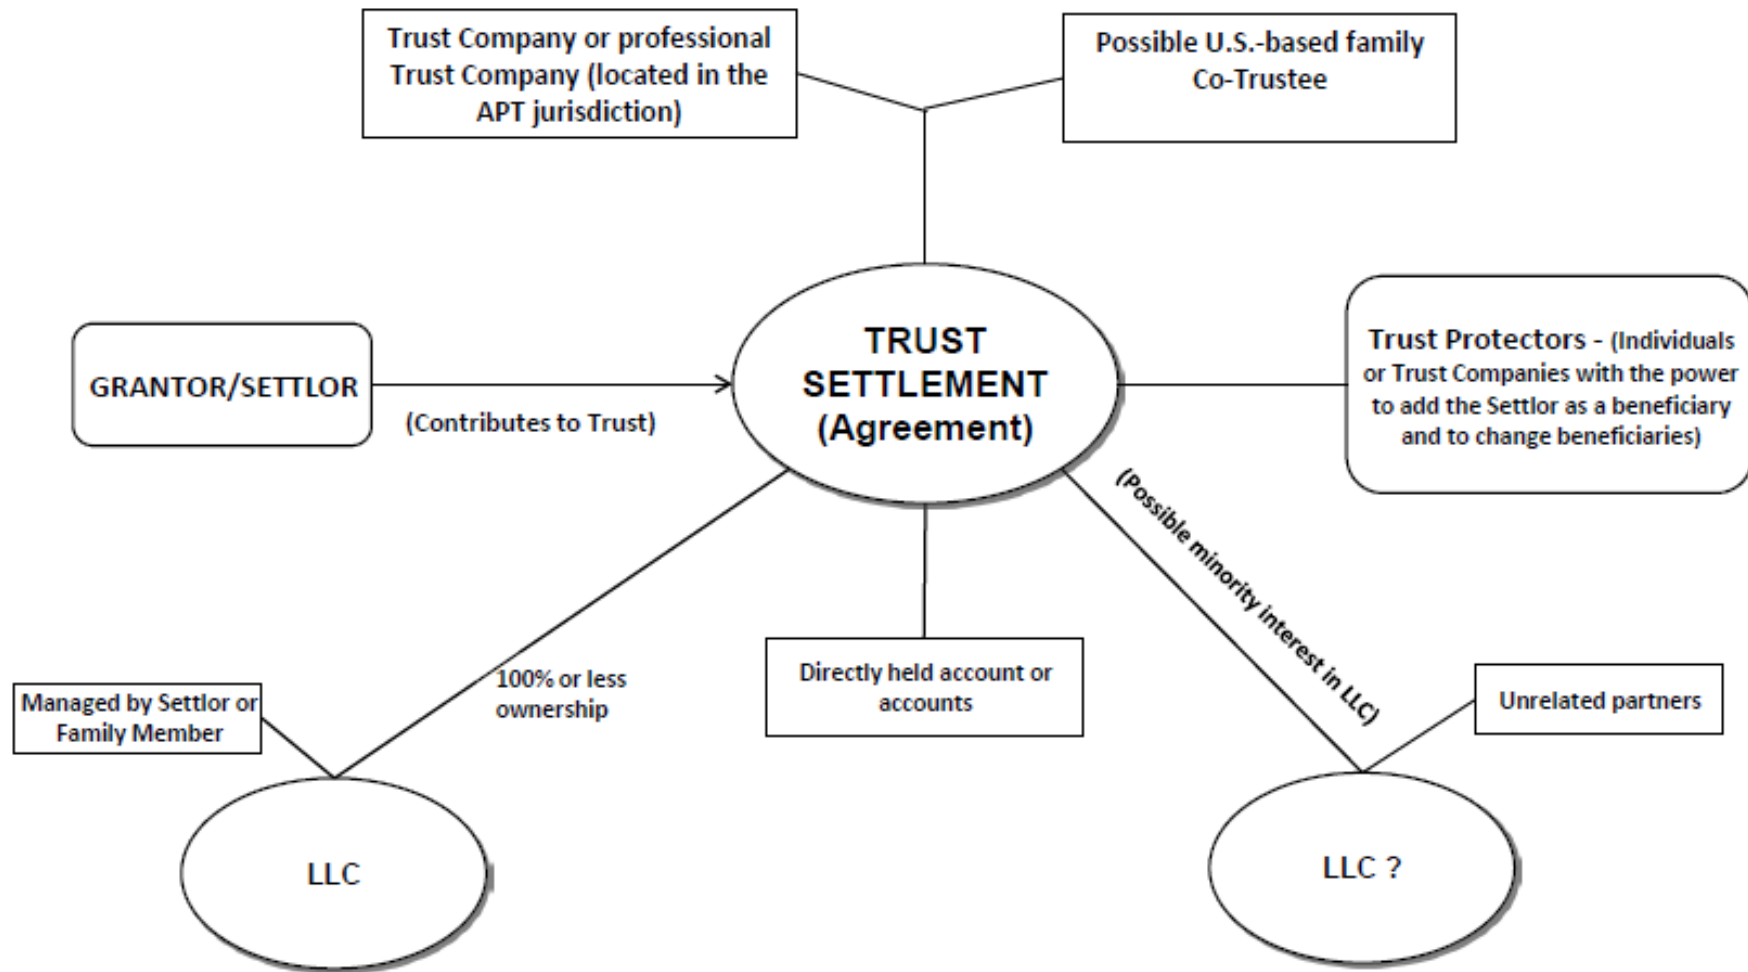 Trust Company or professional
Trust Company (located in the
APT jurisdiction)
Possible U.S.-based family
Co-Trustee
GRANTOR/SETTLOR
(Contributes to Trust)
TRUST
SETTLEMENT
(Agreement)
Trust Protectors - (Individuals
or Trust Companies with the power
to add the Settlor as a beneficiary
and to change beneficiaries)
Managed by Settlor or
Family Member
100% or less
ownership
Directly held account or
accounts
(Possible minority interest in LLC)
Unrelated partners
LLC
LLC ?